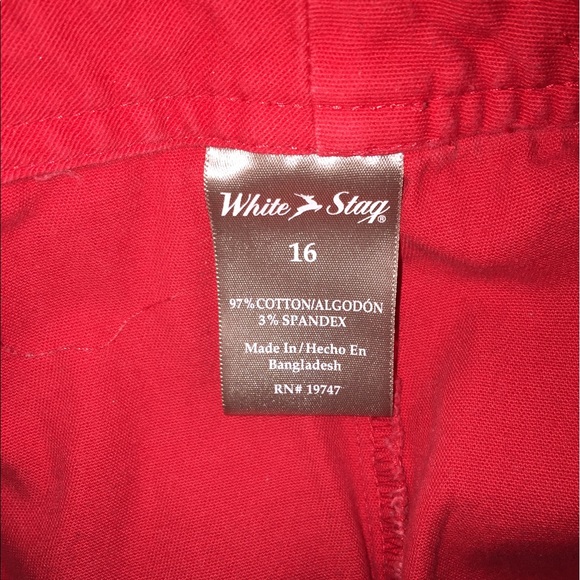 White Stag®
16
97% COTTON/ALGODÓN
3% SPANDEX
Made In/Hecho En
Bangladesh
RN# 19747